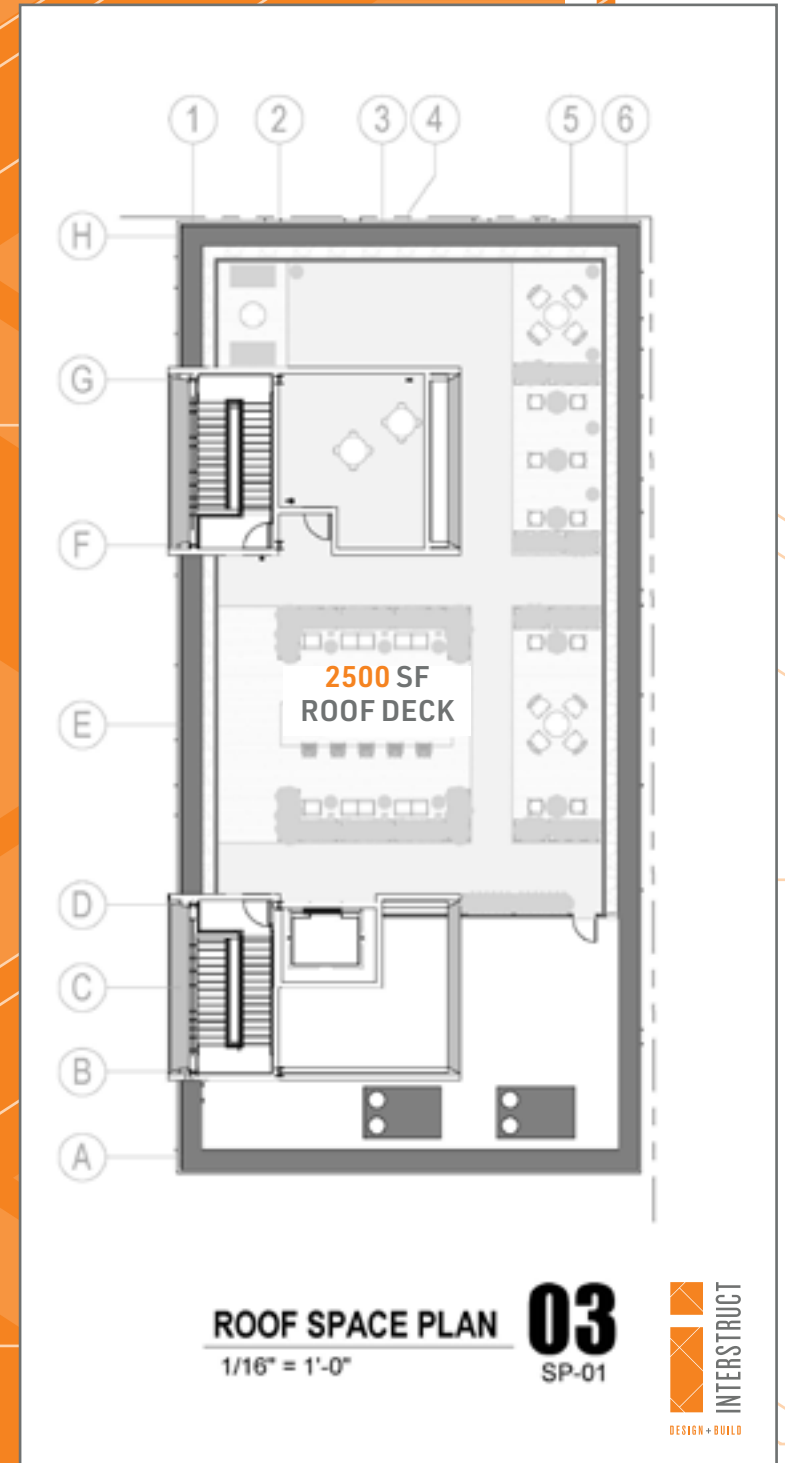 1 2 3 4 5 6
H
G
F
E
D
C
B
A
2500 SF
ROOF DECK
ROOF SPACE PLAN
1/16" = 1'-0"
03
SP-01
INTERSTRUCT
DESIGN + BUILD